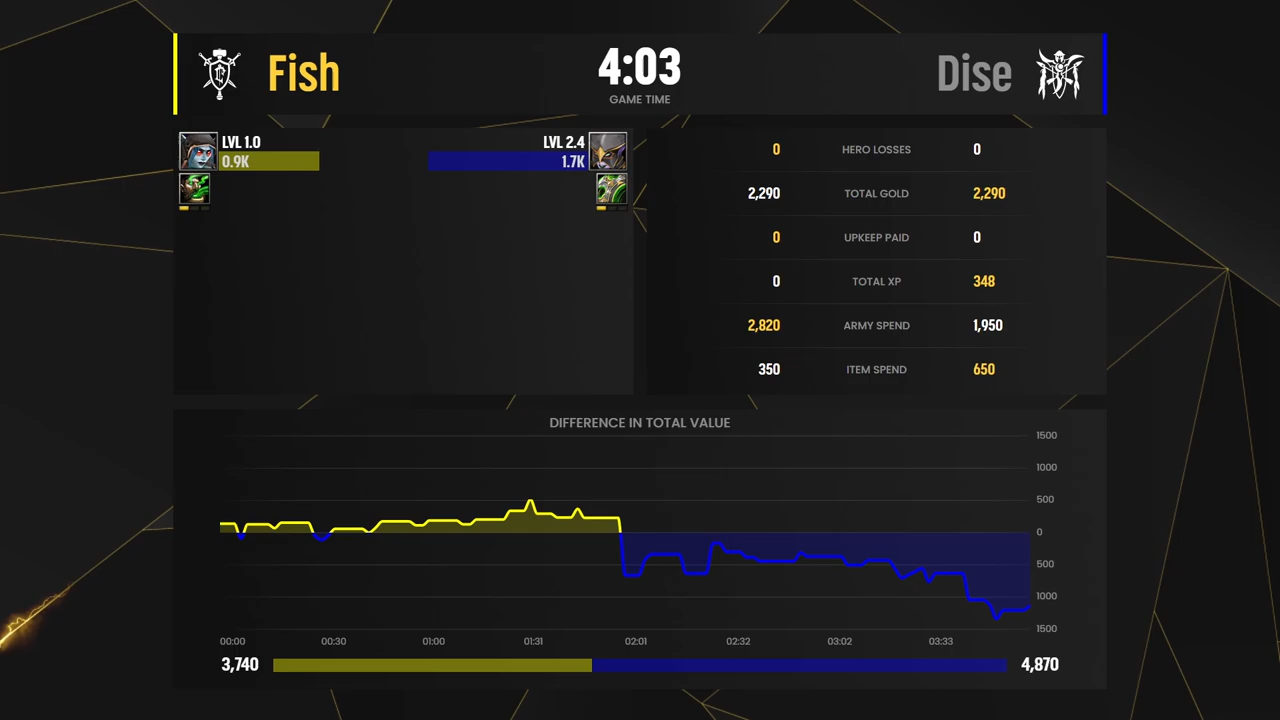 Fish
4:03
GAME TIME
Dise
LVL 1.0
0.9K
LVL 2.4
1.7K
0 HERO LOSSES 0
2,290 TOTAL GOLD 2,290
0 UPKEEP PAID 0
0 TOTAL XP 348
2,820 ARMY SPEND 1,950
350 ITEM SPEND 650
DIFFERENCE IN TOTAL VALUE
1500
1000
500
0
500
1000
1500
00:00 00:30 01:00 01:31 02:01 02:32 03:02 03:33
3,740 4,870